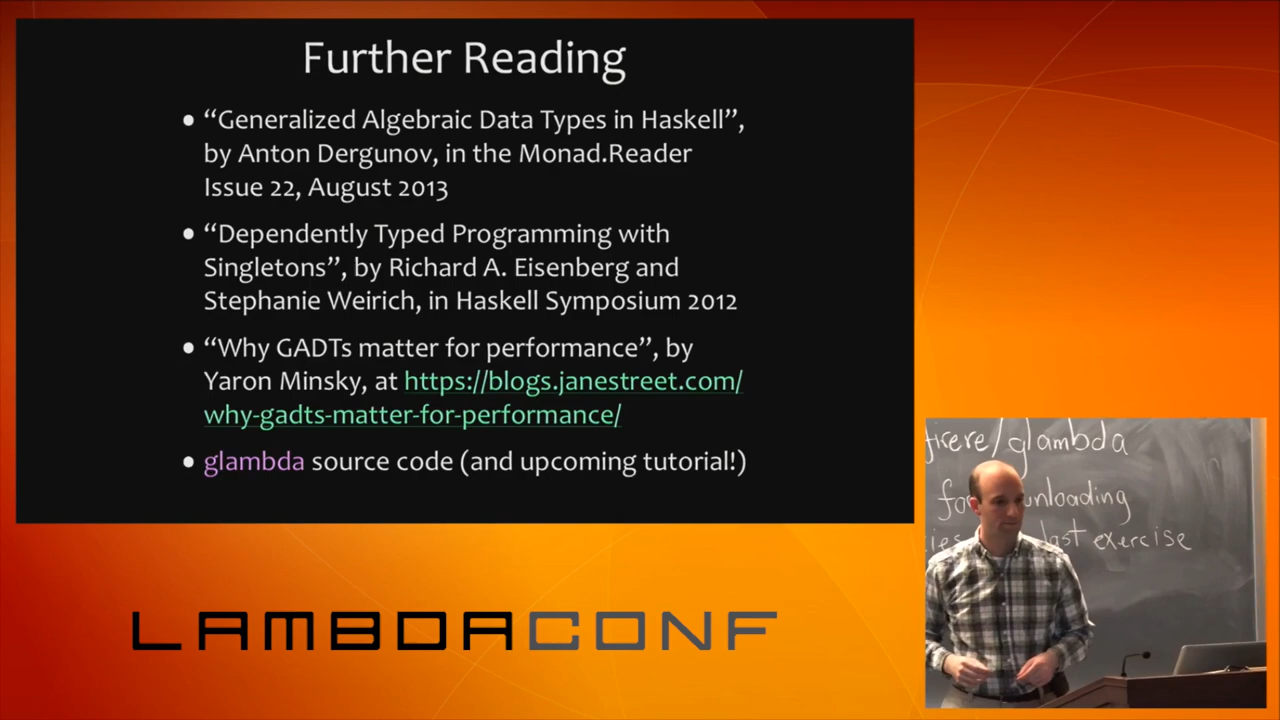 Further Reading
• “Generalized Algebraic Data Types in Haskell”,
by Anton Dergunov, in the Monad.Reader
Issue 22, August 2013
• “Dependently Typed Programming with
Singletons”, by Richard A. Eisenberg and
Stephanie Weirich, in Haskell Symposium 2012
• “Why GADTs matter for performance”, by
Yaron Minsky, at https://blogs.janestreet.com/
why-gadts-matter-for-performance/
• glambda source code (and upcoming tutorial!)
/glambda
last exercise
LAMBDACONF